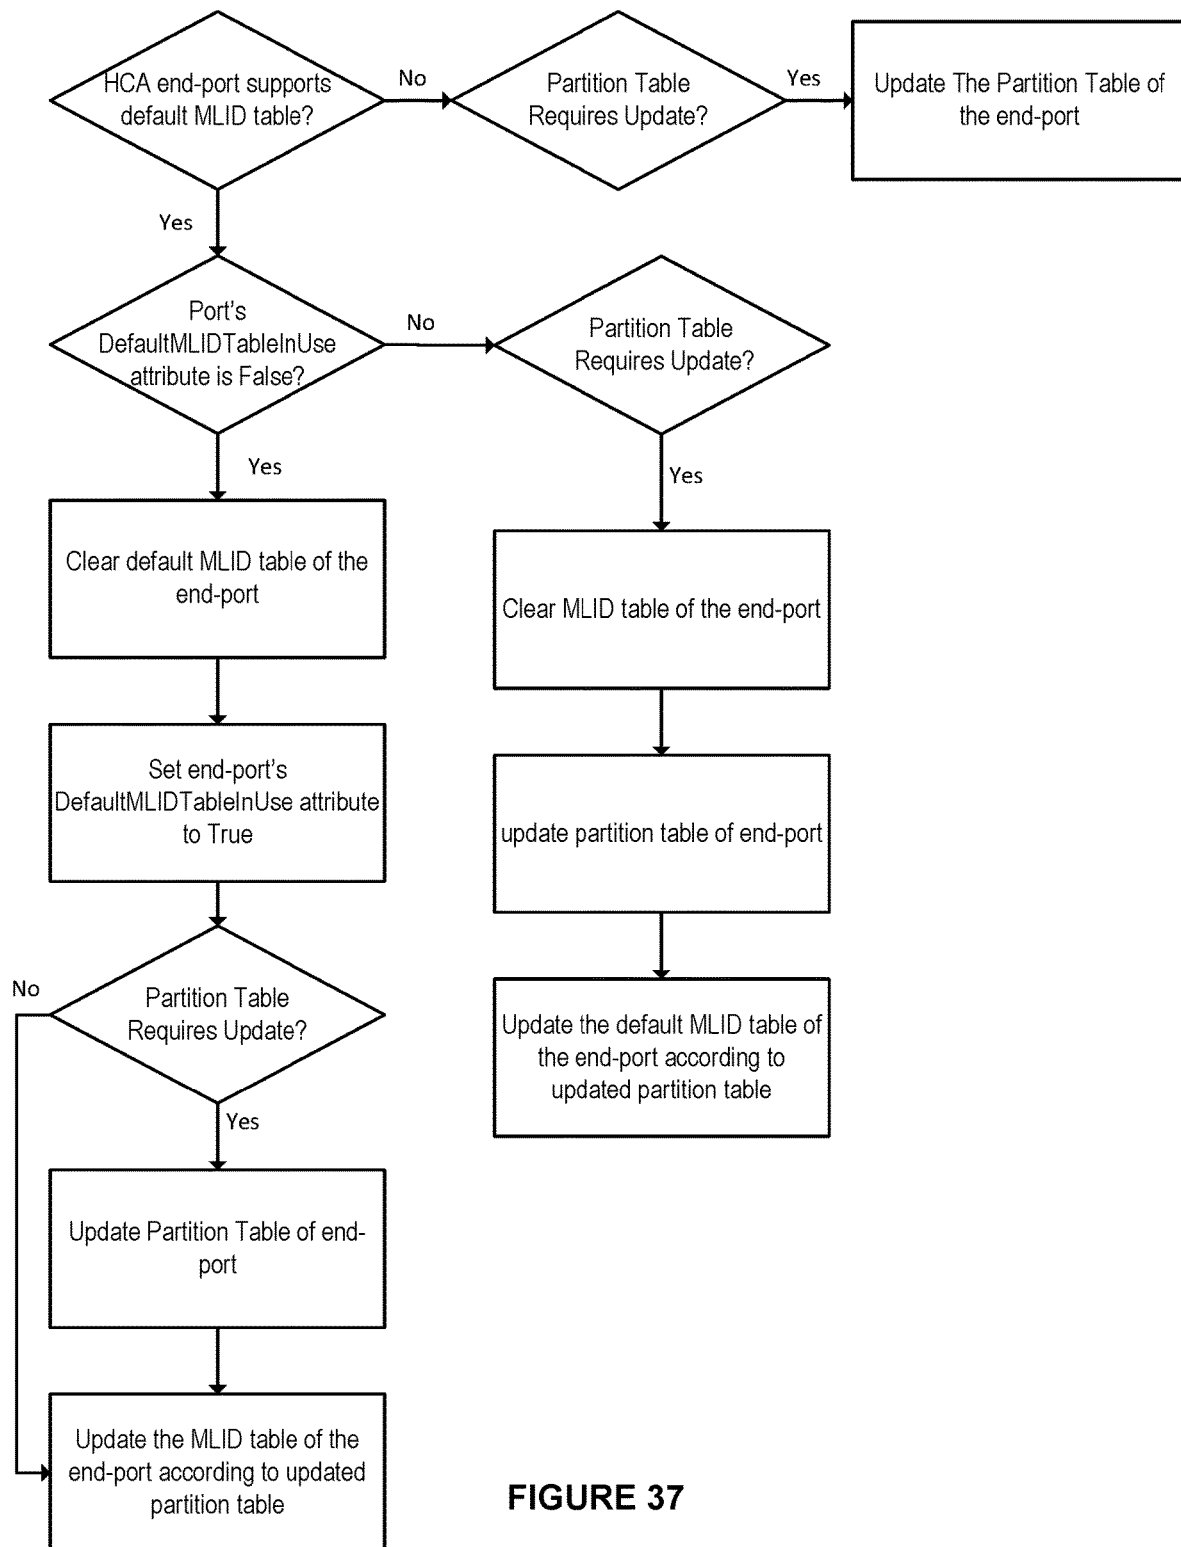 HCA end-port supports
default MLID table?
No
Partition Table
Requires Update?
Yes
Update The Partition Table of
the end-port
Yes
Port's
DefaultMLIDTableInUse
attribute is False?
No
Partition Table
Requires Update?
Yes
Yes
Clear default MLID table of the
end-port
Clear MLID table of the end-port
Set end-port's
DefaultMLIDTableInUse attribute
to True
update partition table of end-port
No
Partition Table
Requires Update?
Update the default MLID table of
the end-port according to
updated partition table
Yes
Update Partition Table of end-
port
Update the MLID table of the
end-port according to updated
partition table
FIGURE 37